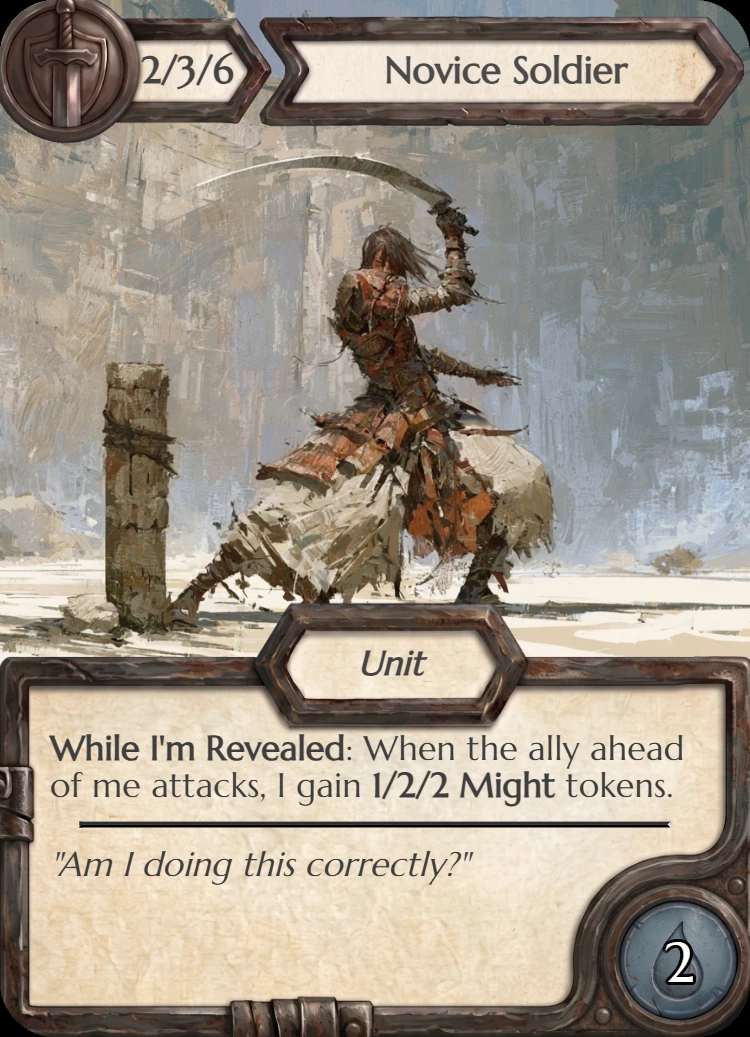 2/3/6
Novice Soldier
Unit
While I'm Revealed: When the ally ahead
of me attacks, I gain 1/2/2 Might tokens.
"Am I doing this correctly?"
2